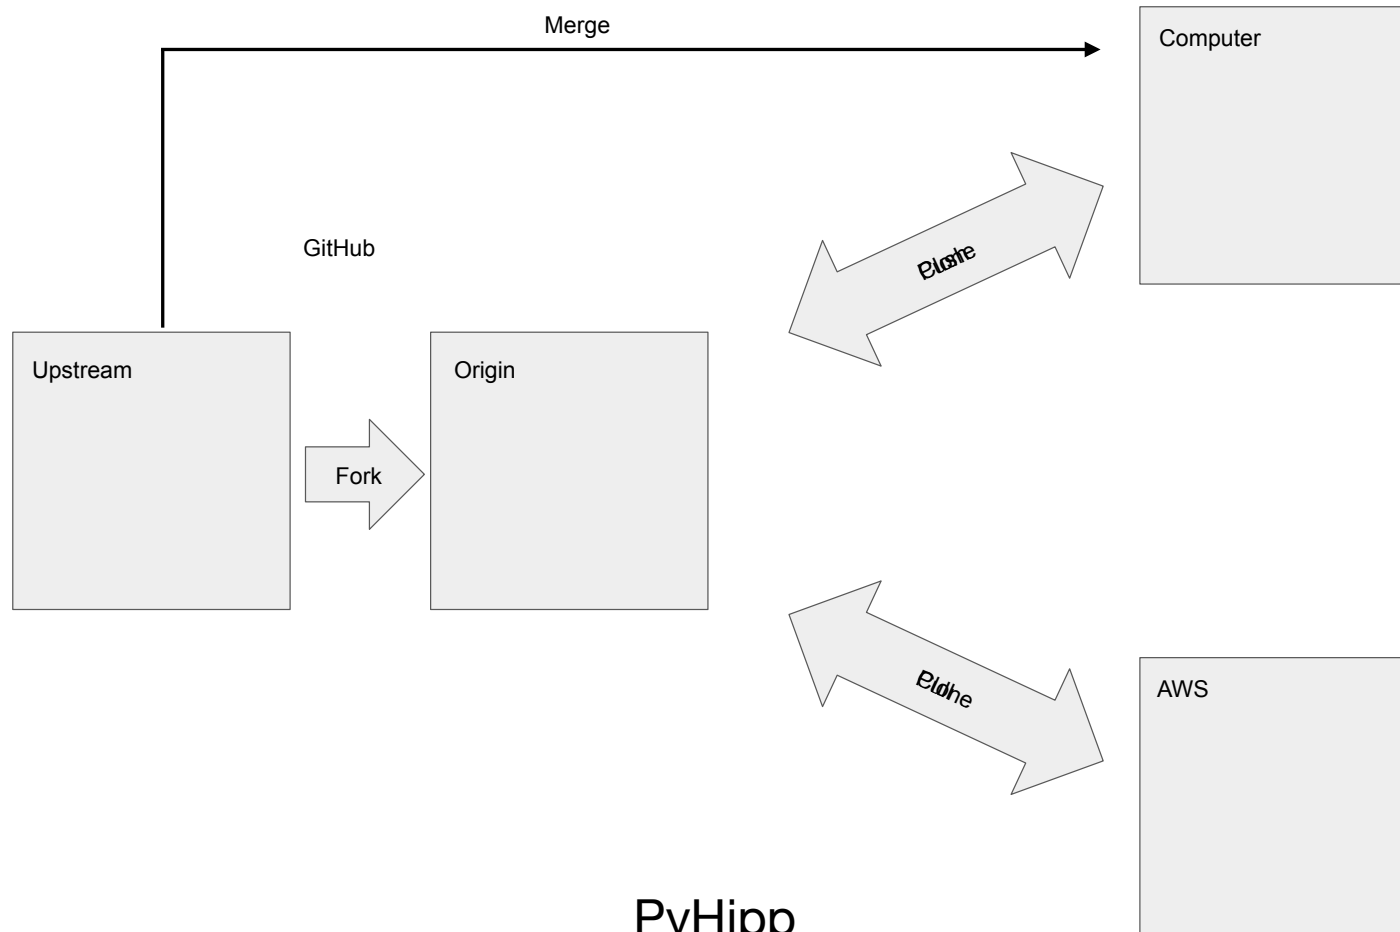 Merge
Computer
GitHub
Upstream
Origin
Fork
AWS
PyHipp